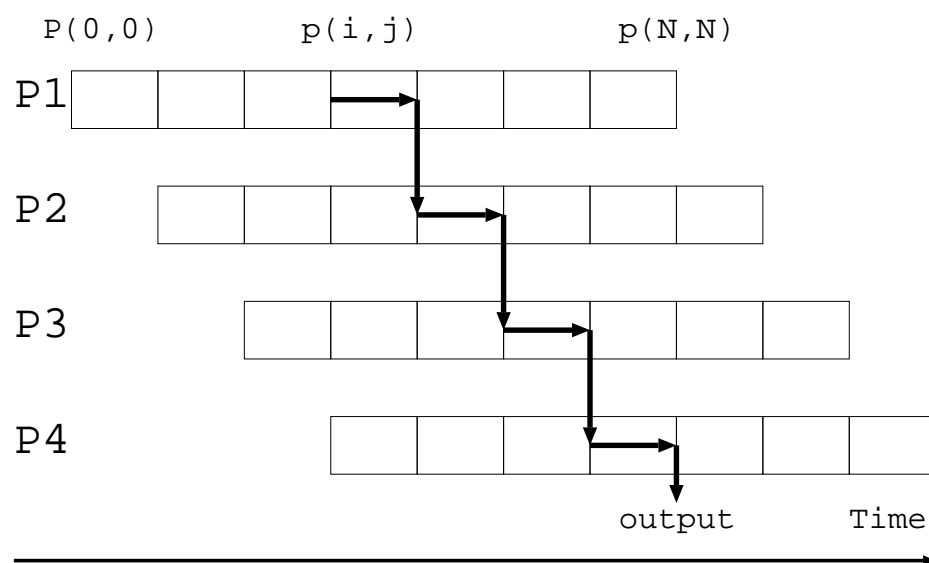 P(0,0) p(i,j) p(N,N)
P1
P2
P3
P4
output Time